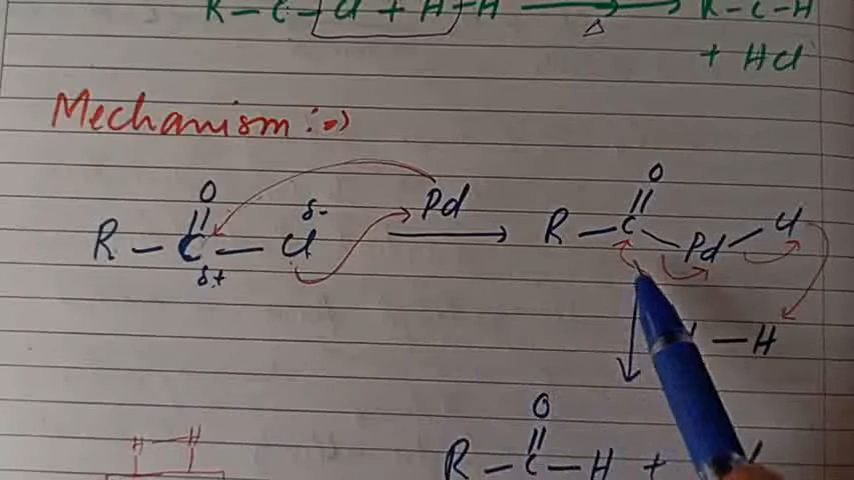 R - C - Cl + H - H → R - C - H
Δ
+ HCl
Mechanism :=)
O O
|| δ- Pd ||
R - C - Cl → R - C - Pd - Cl
δ+
- H
O
||
H - H R - C - H +